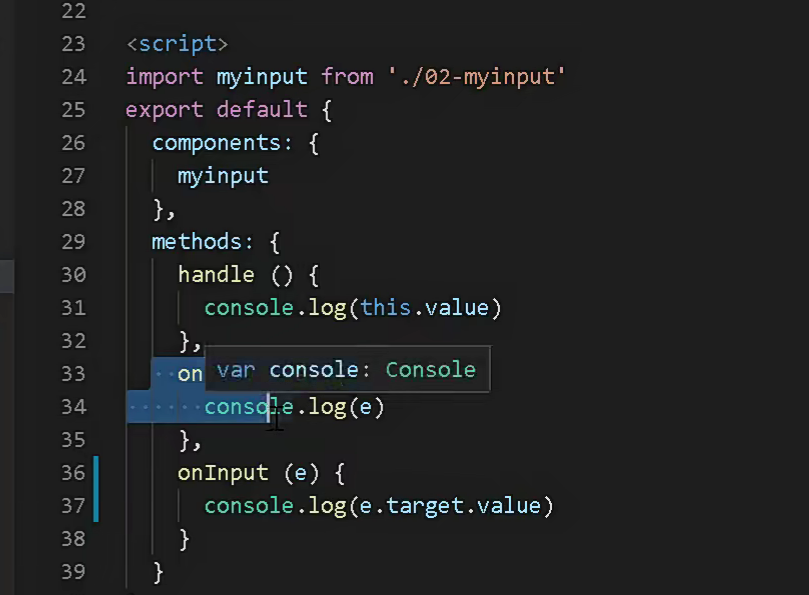 22
23 <script>
24 import myinput from './02-myinput'
25 export default {
26 components: {
27 myinput
28 },
29 methods: {
30 handle () {
31 console.log(this.value)
32 },
33 on
var console: Console
34 console.log(e)
35 },
36 onInput (e) {
37 console.log(e.target.value)
38 }
39 }